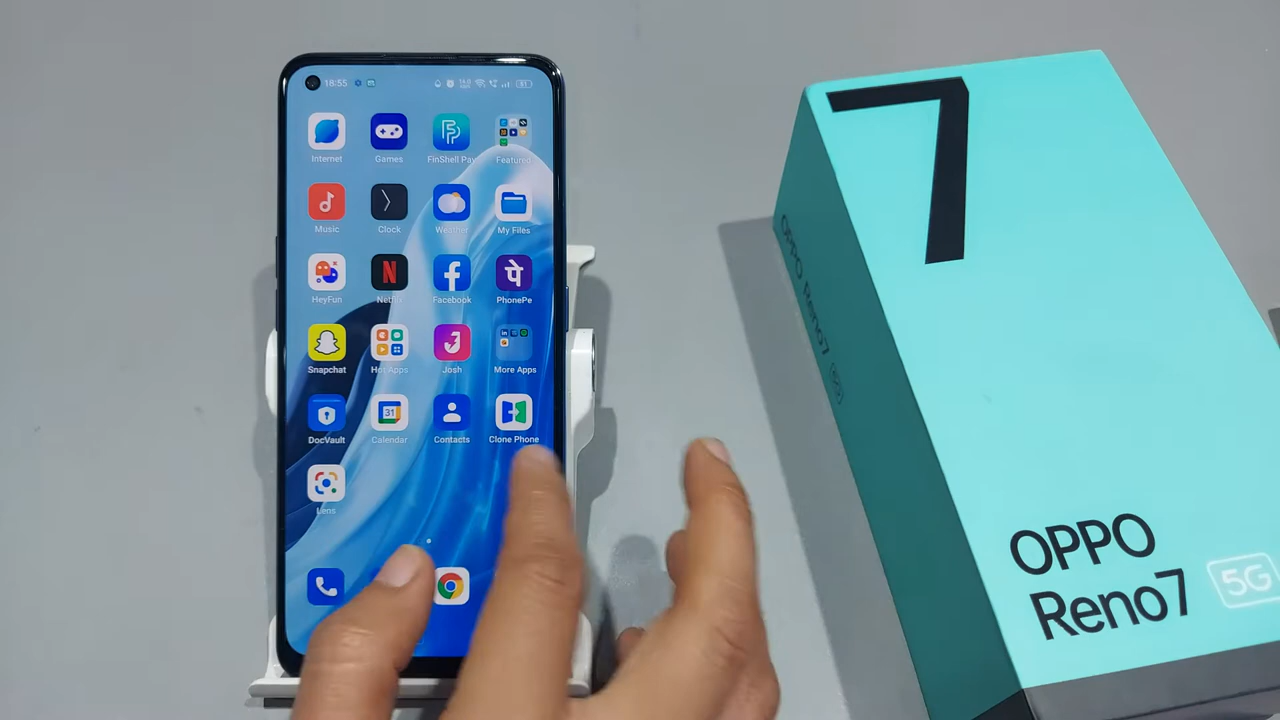 18:55
Internet
Games
FinShell Pay
Featured
Music
Clock
Weather
My Files
HeyFun
Netflix
Facebook
PhonePe
Snapchat
Hot Apps
Josh
More Apps
DocVault
31
Calendar
Contacts
Clone Phone
Lens
7
OPPO Reno7
OPPO
Reno7 5G